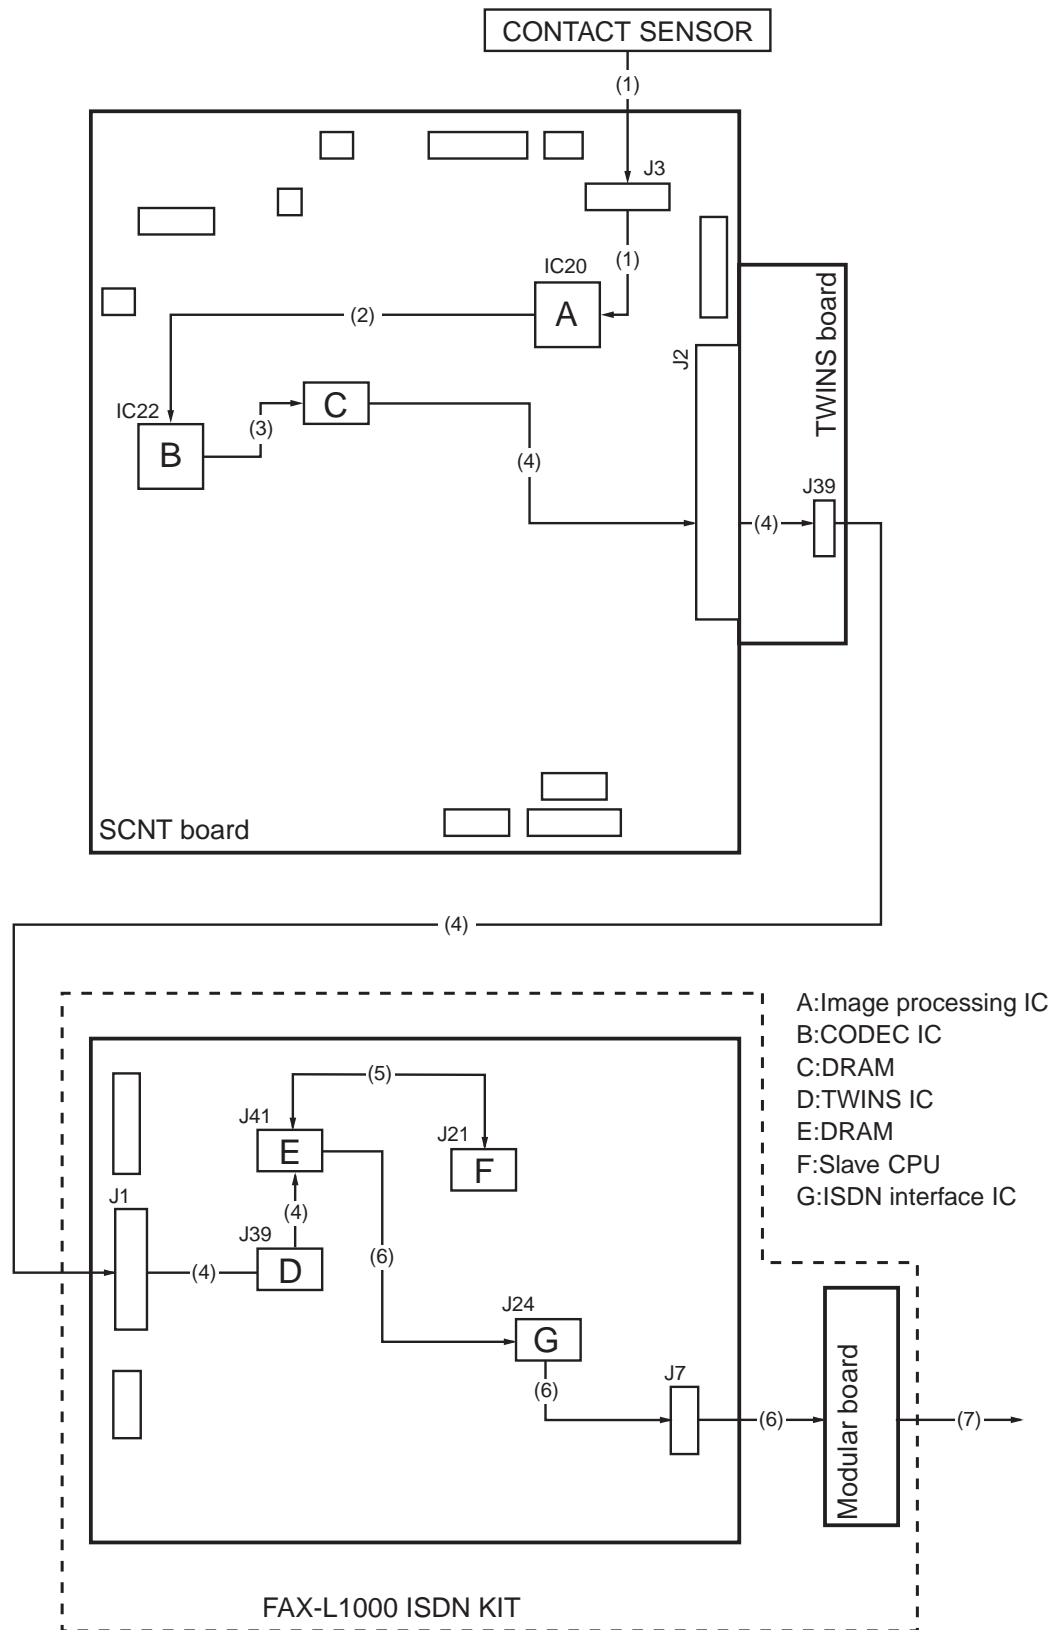 CONTACT SENSOR
(1)
J3
(1)
IC20
A
(2)
TWINS board
J2
IC22
C
B
(3)
(4)
J39
(4)
SCNT board
(4)
A:Image processing IC
B:CODEC IC
C:DRAM
D:TWINS IC
E:DRAM
F:Slave CPU
G:ISDN interface IC
(5)
J41
J21
E
F
J1
(4)
J39
(6)
(4)
D
J24
G
J7
(6)
(6)
(7)
Modular board
FAX-L1000 ISDN KIT